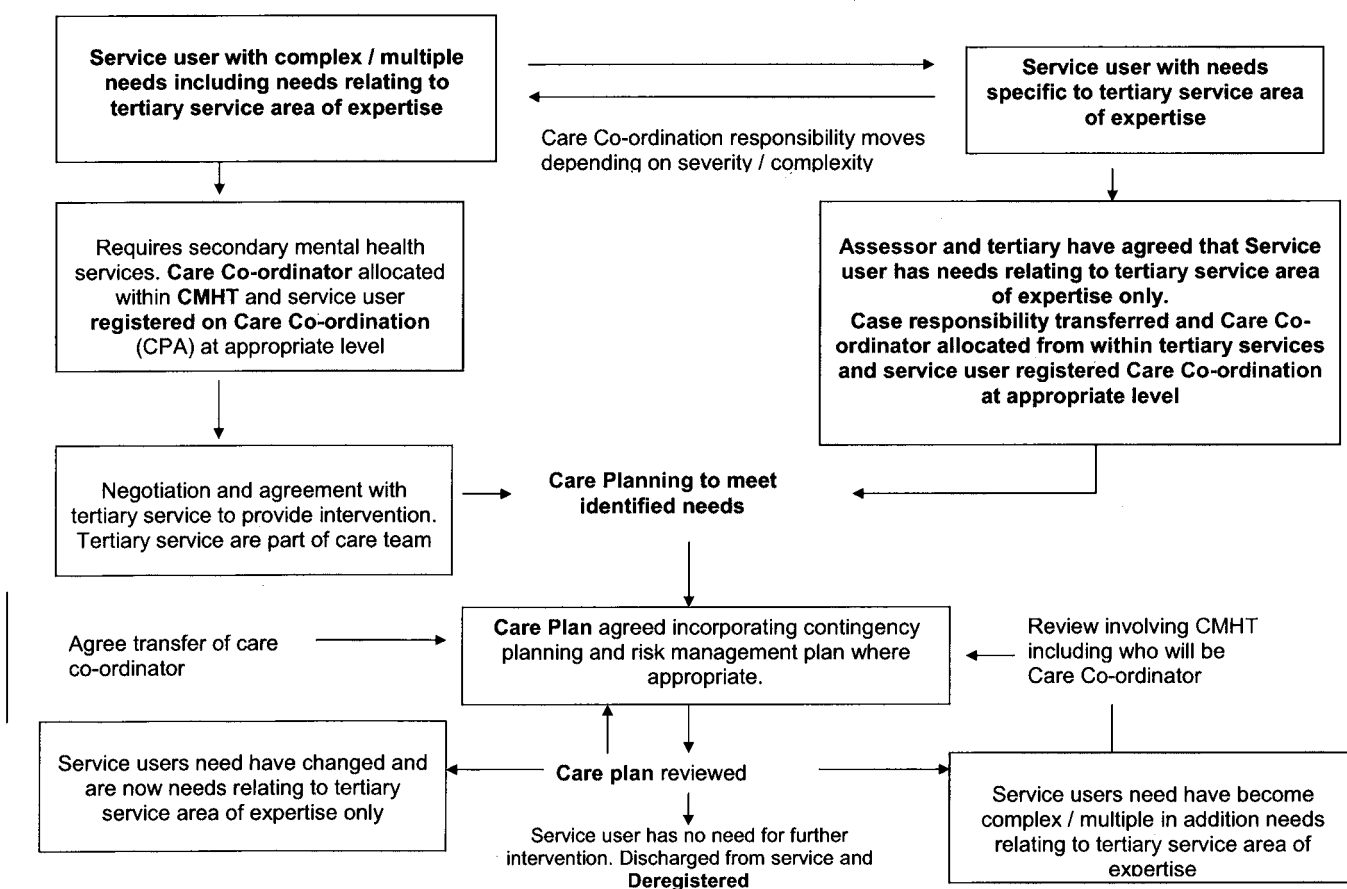 Service user with complex / multiple
needs including needs relating to
tertiary service area of expertise
Service user with needs
specific to tertiary service area
of expertise
Care Co-ordination responsibility moves
depending on severity / complexity
Requires secondary mental health
services. Care Co-ordinator allocated
within CMHT and service user
registered on Care Co-ordination
(CPA) at appropriate level
Assessor and tertiary have agreed that Service
user has needs relating to tertiary service area
of expertise only.
Case responsibility transferred and Care Co-
ordinator allocated from within tertiary services
and service user registered Care Co-ordination
at appropriate level
Negotiation and agreement with
tertiary service to provide intervention.
Tertiary service are part of care team
Care Planning to meet
identified needs
Agree transfer of care
co-ordinator
Care Plan agreed incorporating contingency
planning and risk management plan where
appropriate.
Review involving CMHT
including who will be
Care Co-ordinator
Service users need have changed and
are now needs relating to tertiary
service area of expertise only
Care plan reviewed
Service users need have become
complex / multiple in addition needs
relating to tertiary service area of
expertise
Service user has no need for further
intervention. Discharged from service and
Deregistered